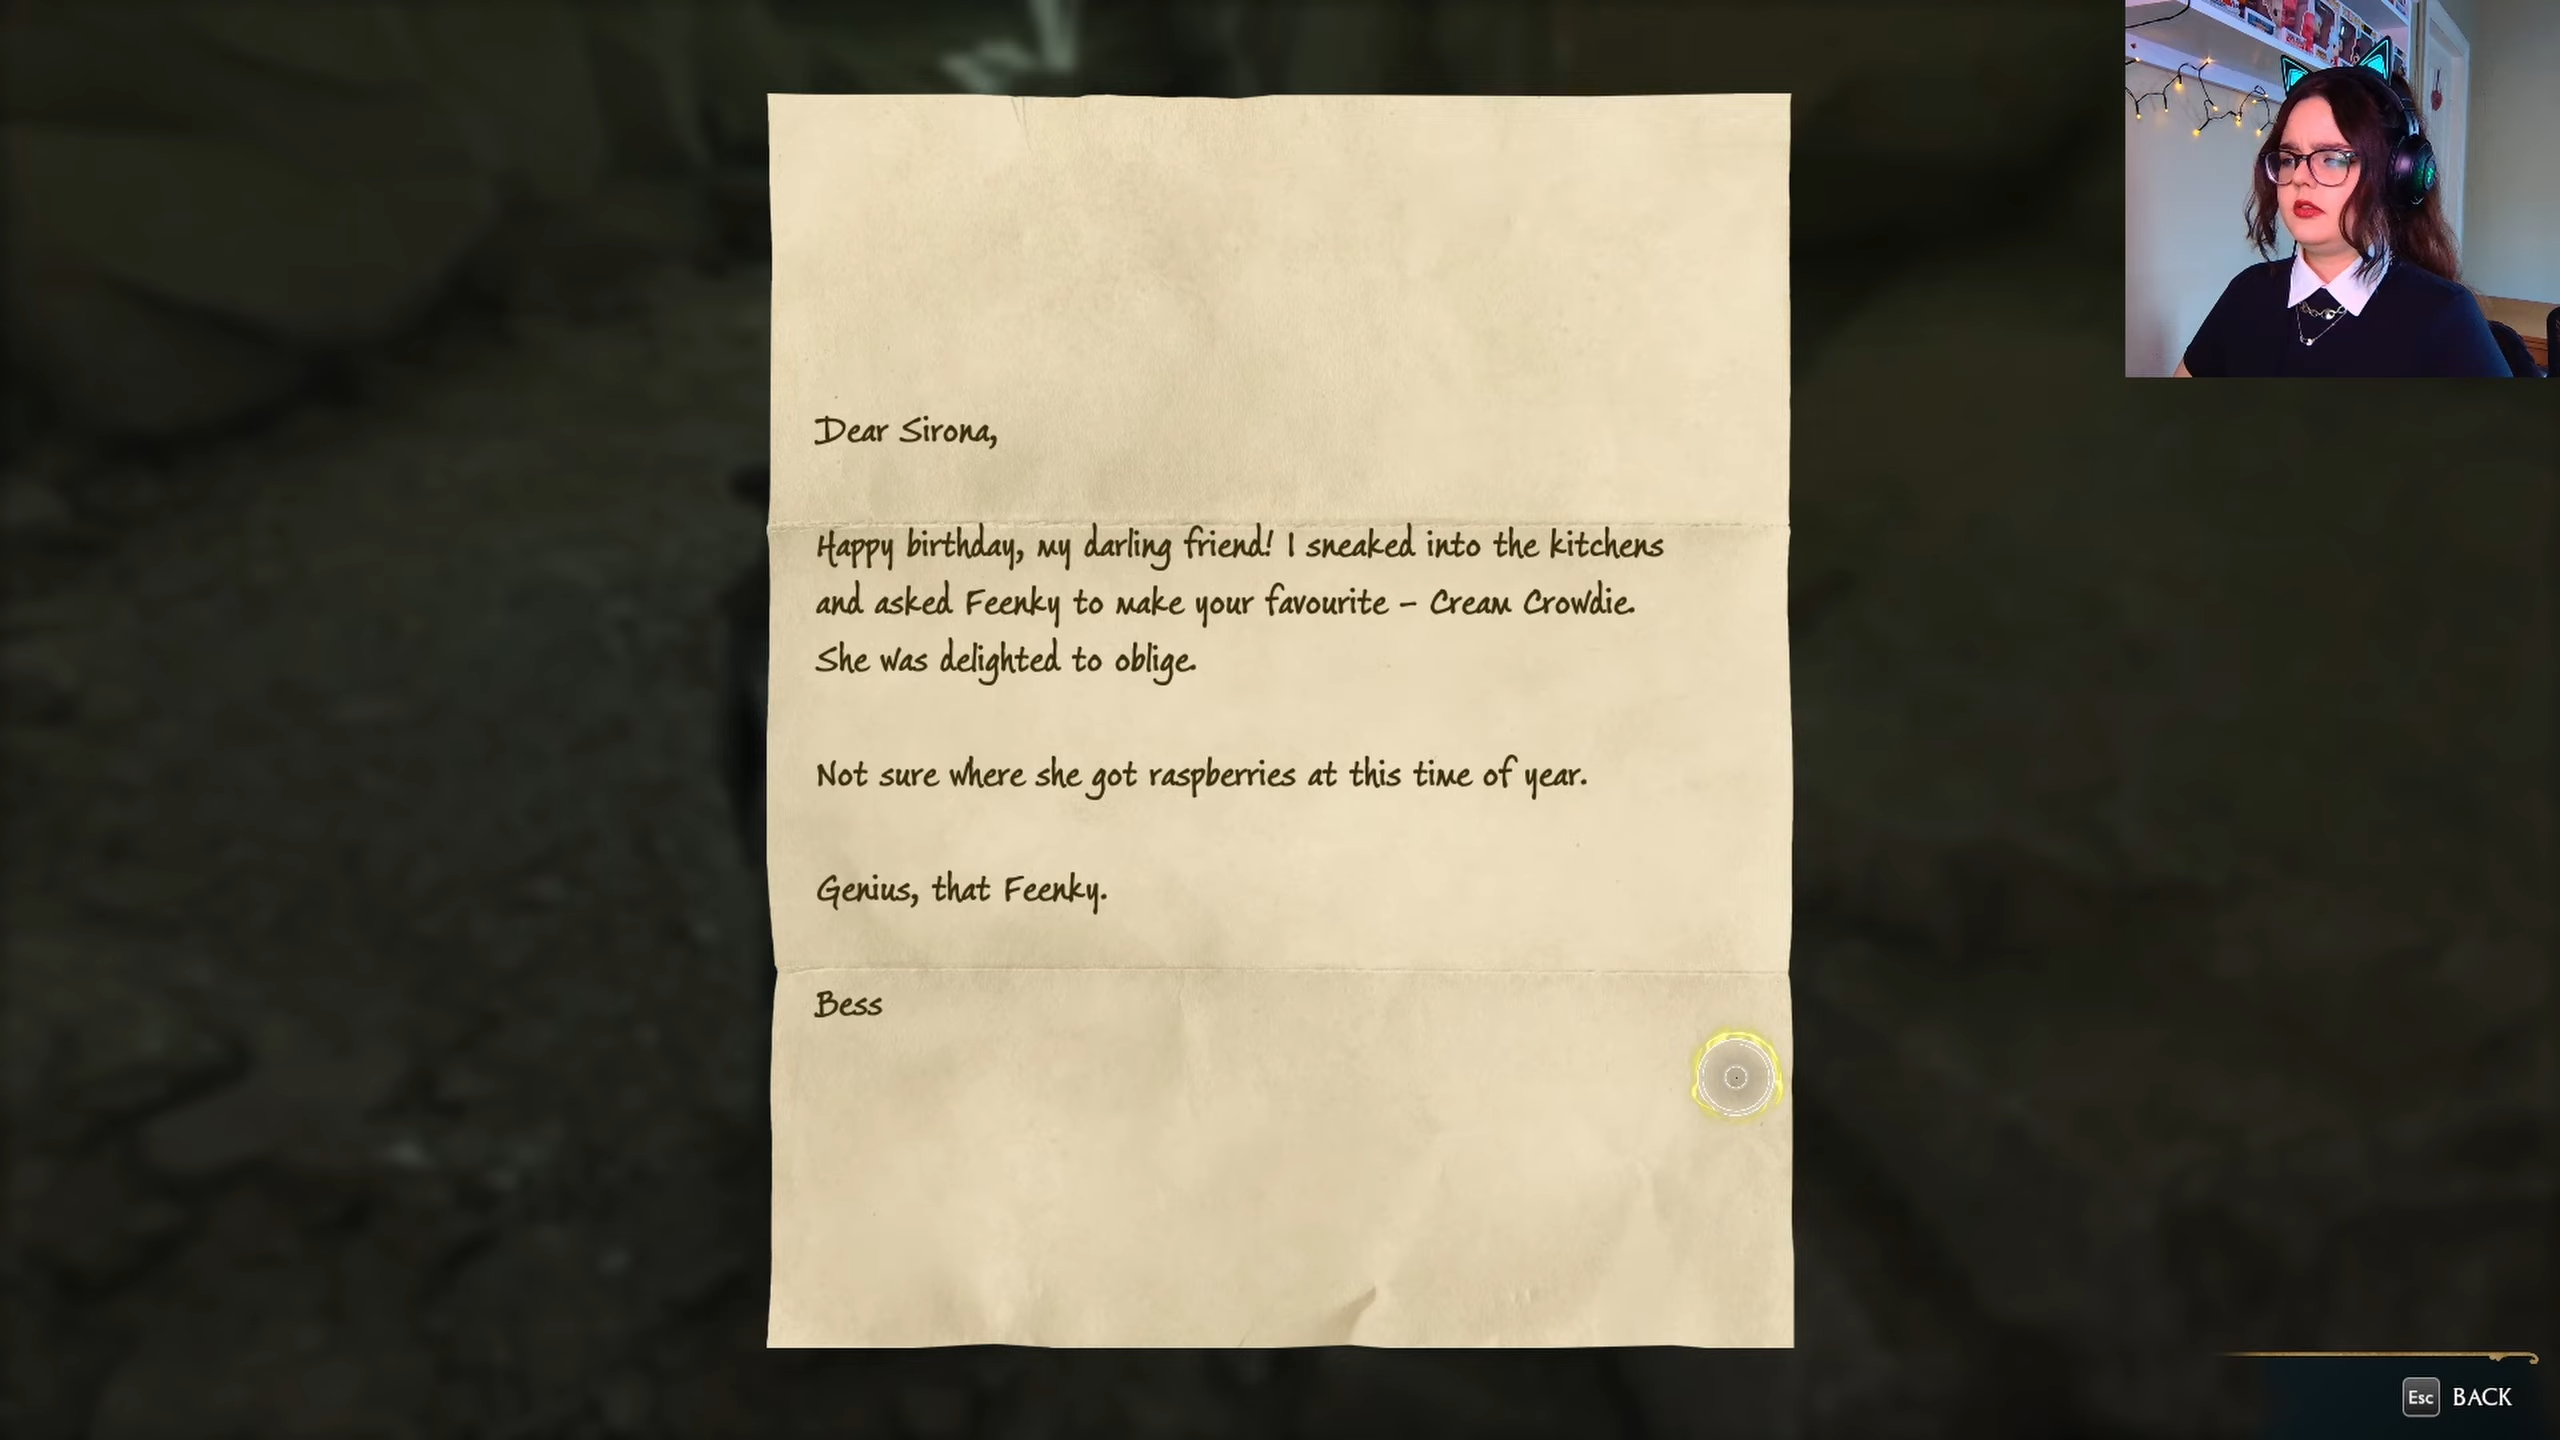 Dear Sirona,
Happy birthday, my darling friend! I sneaked into the kitchens
and asked Feenky to make your favourite – Cream Crowdie.
She was delighted to oblige.
Not sure where she got raspberries at this time of year.
Genius, that Feenky.
Bess
Esc BACK